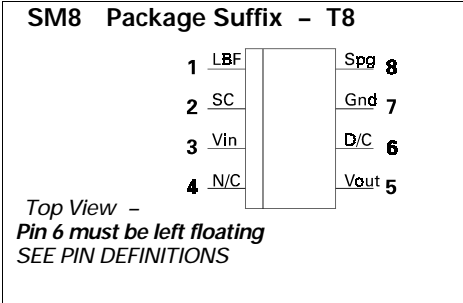 SM8 Package Suffix – T8
1 LBF Spg 8
2 SC Gnd 7
3 Vin D/C 6
4 N/C Vout 5
Top View –
Pin 6 must be left floating
SEE PIN DEFINITIONS